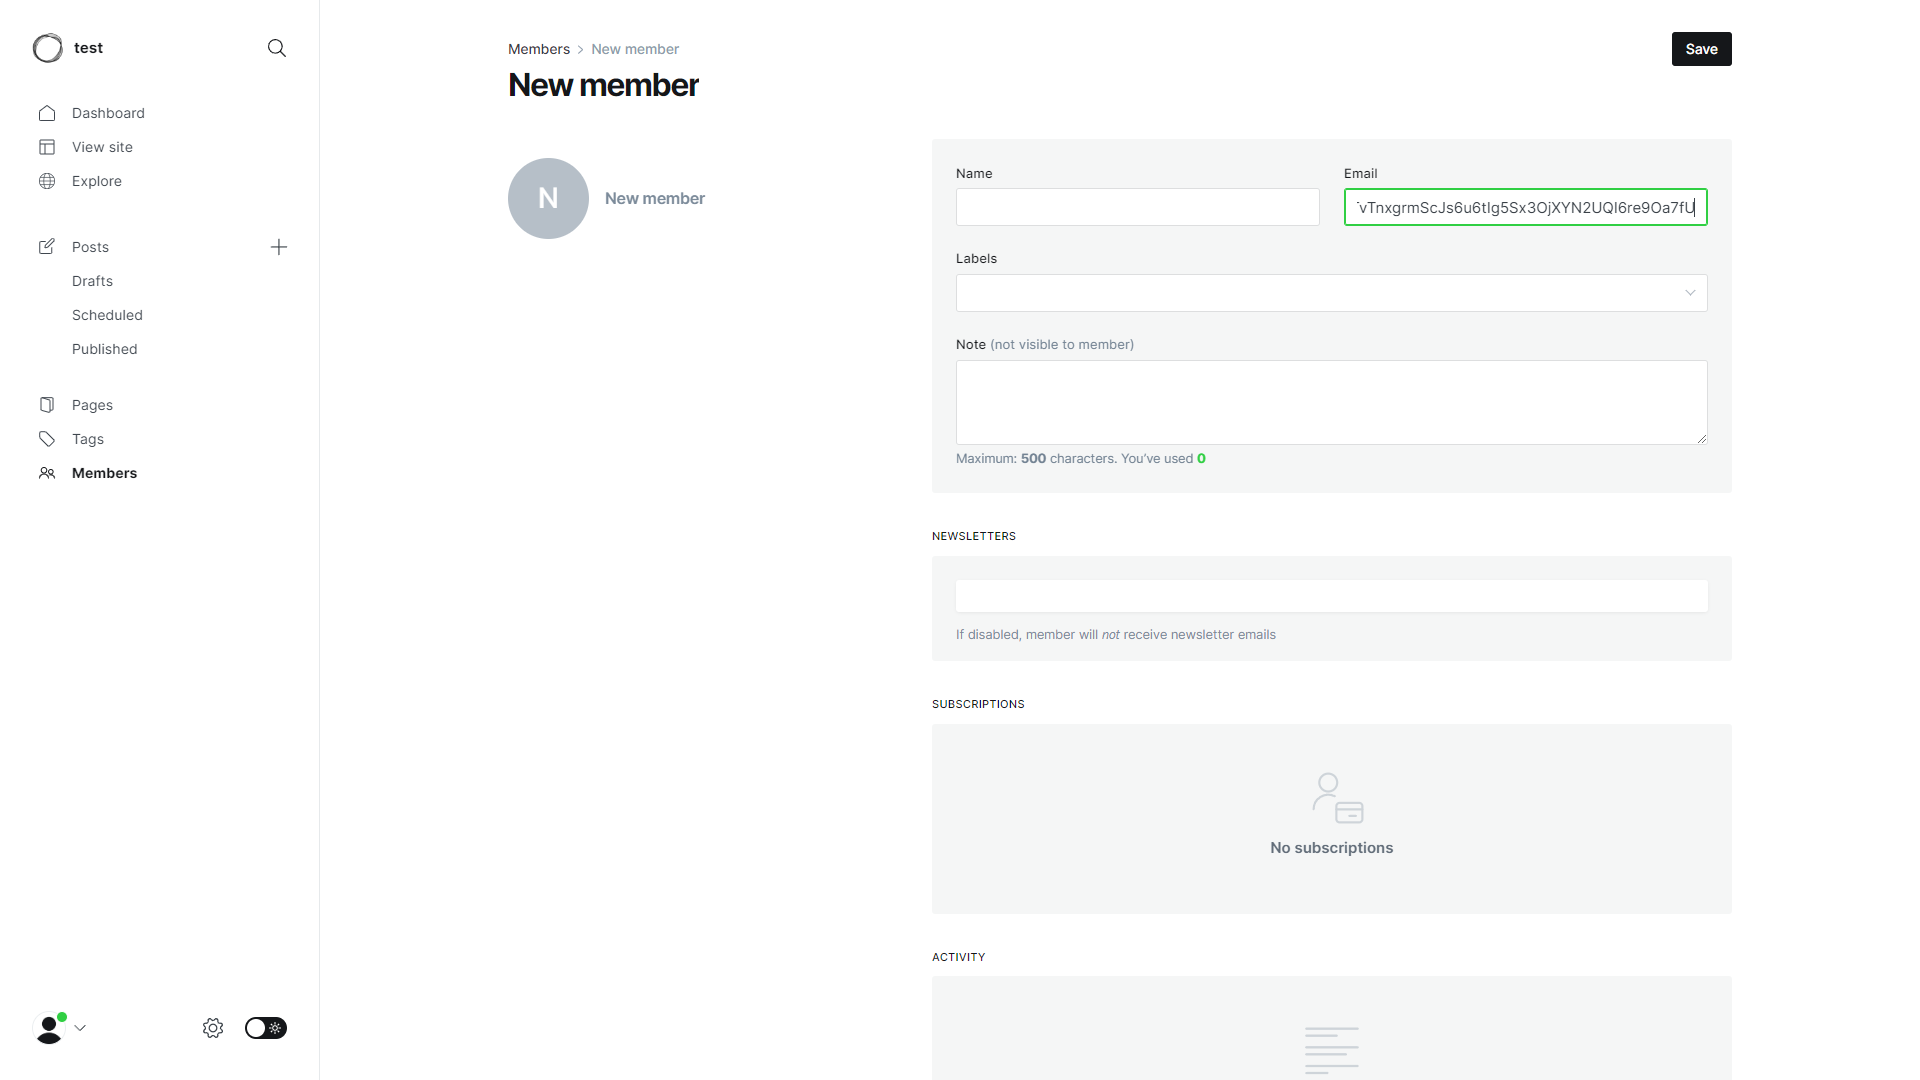 test
Dashboard
View site
Explore
Posts
Drafts
Scheduled
Published
Pages
Tags
Members
Members > New member
New member
Save
N
New member
Name
Email
vTnxgrmScJs6u6tIg5Sx3OjXYN2UQI6re9Oa7fU
Labels
Note (not visible to member)
Maximum: 500 characters. You've used 0
NEWSLETTERS
If disabled, member will not receive newsletter emails
SUBSCRIPTIONS
No subscriptions
ACTIVITY